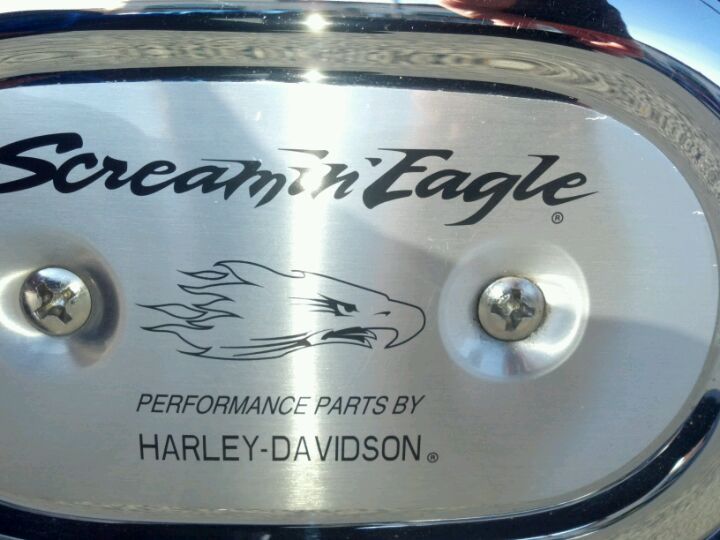 Screamin' Eagle®
PERFORMANCE PARTS BY
HARLEY-DAVIDSON®